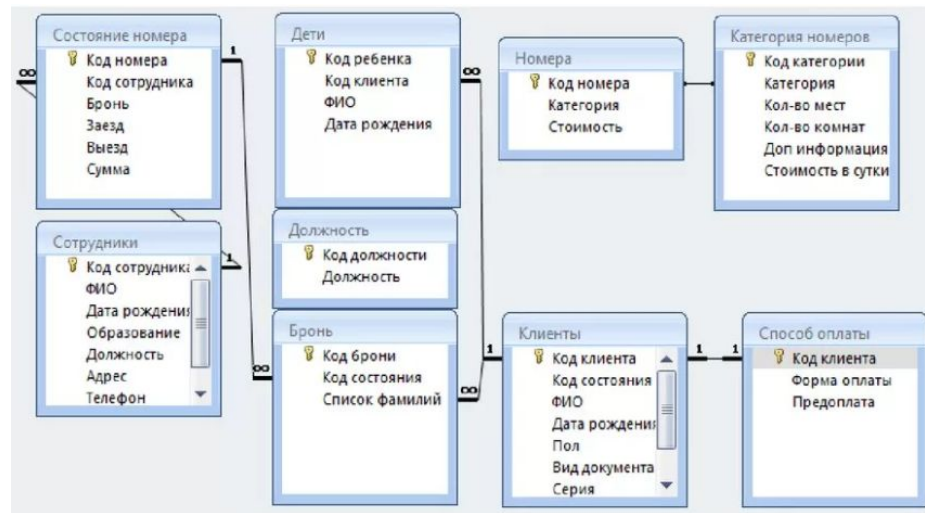 Состояние номера
Код номера
Код сотрудника
Бронь
Заезд
Выезд
Сумма
Дети
Код ребенка
Код клиента
ФИО
Дата рождения
Номера
Код номера
Категория
Стоимость
Категория номеров
Код категории
Категория
Кол-во мест
Кол-во комнат
Доп информация
Стоимость в сутки
Сотрудники
Код сотрудника
ФИО
Дата рождения
Образование
Должность
Адрес
Телефон
Должность
Код должности
Должность
Бронь
Код брони
Код состояния
Список фамилий
Клиенты
Код клиента
Код состояния
ФИО
Дата рождения
Пол
Вид документа
Серия
Способ оплаты
Код клиента
Форма оплаты
Предоплата
∞
1
1
∞
∞
1
∞
1
1